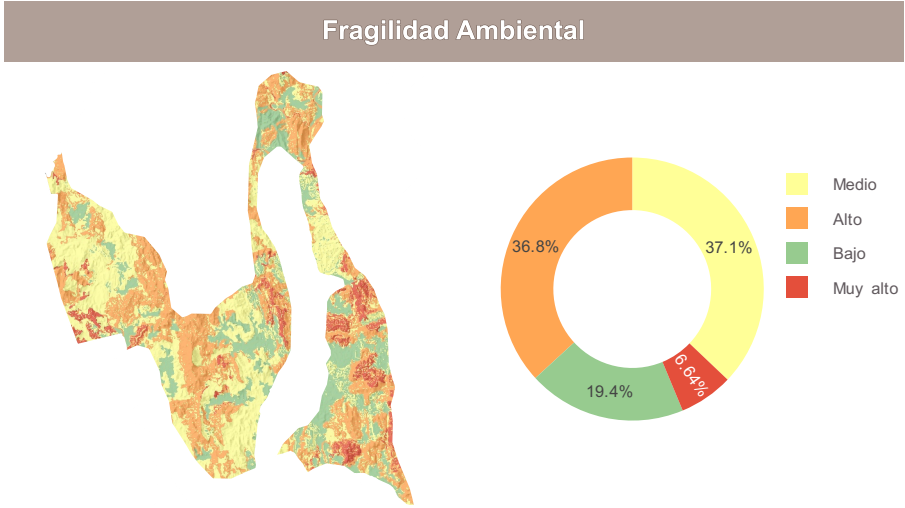 Fragilidad Ambiental
36.8%
37.1%
6.64%
19.4%
Medio
Alto
Bajo
Muy alto